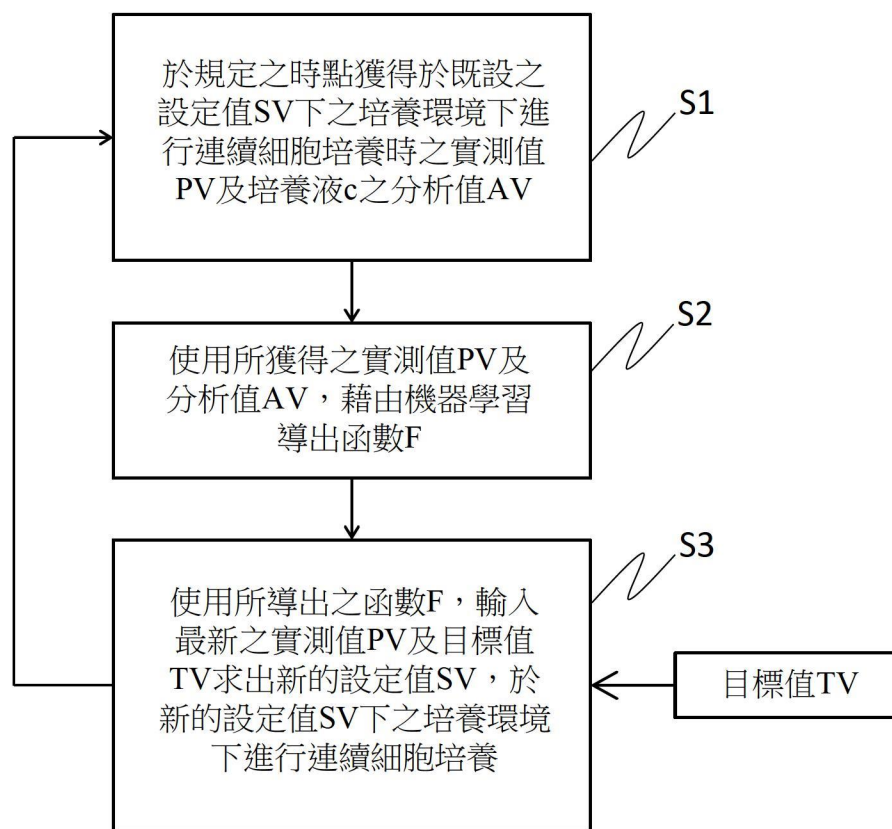 於規定之時點獲得於既設之
設定值SV下之培養環境下進
行連續細胞培養時之實測值
PV及培養液c之分析值AV
S1
使用所獲得之實測值PV及
分析值AV，藉由機器學習
導出函數F
S2
使用所導出之函數F，輸入
最新之實測值PV及目標值
TV求出新的設定值SV，於
新的設定值SV下之培養環境
下進行連續細胞培養
S3
目標值TV